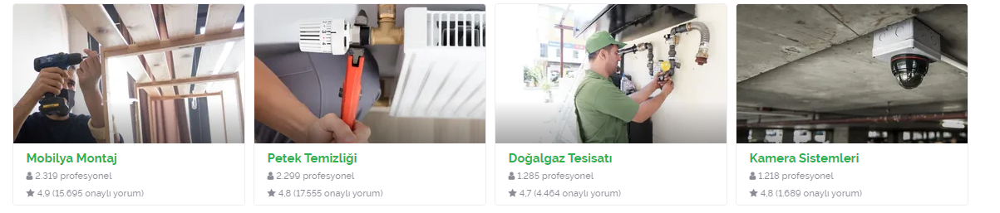 Mobilya Montaj
2.319 profesyonel
4,9 (15.695 onaylı yorum)
Petek Temizliği
2.299 profesyonel
4,8 (17.555 onaylı yorum)
Doğalgaz Tesisatı
1.285 profesyonel
4,7 (4.464 onaylı yorum)
Kamera Sistemleri
1.218 profesyonel
4,8 (1.689 onaylı yorum)